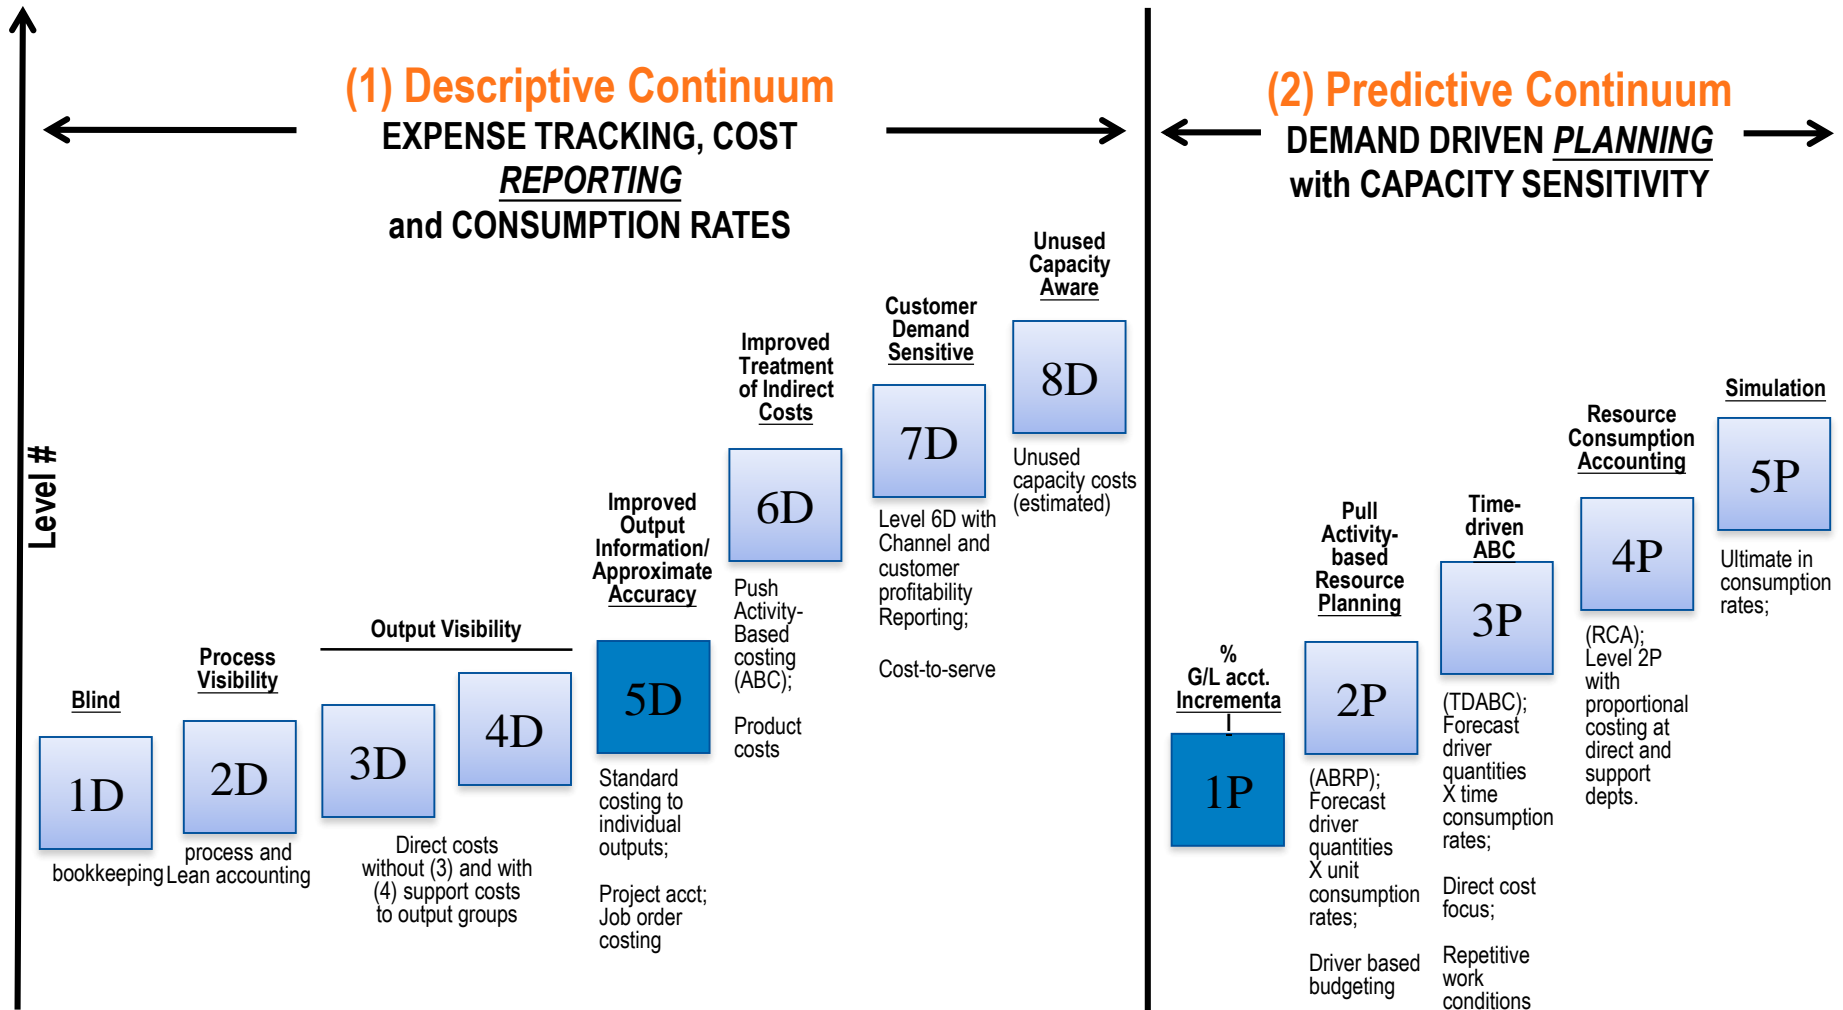 (1) Descriptive Continuum
EXPENSE TRACKING, COST
REPORTING
and CONSUMPTION RATES
(2) Predictive Continuum
DEMAND DRIVEN PLANNING
with CAPACITY SENSITIVITY
Level #
Blind
1D
bookkeeping
Process
Visibility
2D
process and
Lean accounting
Output Visibility
3D
4D
Direct costs
without (3) and with
(4) support costs
to output groups
Improved
Output
Information/
Approximate
Accuracy
5D
Standard
costing to
individual
outputs;
Project acct;
Job order
costing
Improved
Treatment
of Indirect
Costs
6D
Push
Activity-
Based
costing
(ABC);
Product
costs
Customer
Demand
Sensitive
7D
Level 6D with
Channel and
customer
profitability
Reporting;
Cost-to-serve
Unused
Capacity
Aware
8D
Unused
capacity costs
(estimated)
%
G/L acct.
Incrementa
l
1P
Pull
Activity-
based
Resource
Planning
2P
(ABRP);
Forecast
driver
quantities
X unit
consumption
rates;
Driver based
budgeting
Time-
driven
ABC
3P
(TDABC);
Forecast
driver
quantities
X time
consumption
rates;
Direct cost
focus;
Repetitive
work
conditions
Resource
Consumption
Accounting
4P
(RCA);
Level 2P
with
proportional
costing at
direct and
support
depts.
Simulation
5P
Ultimate in
consumption
rates;